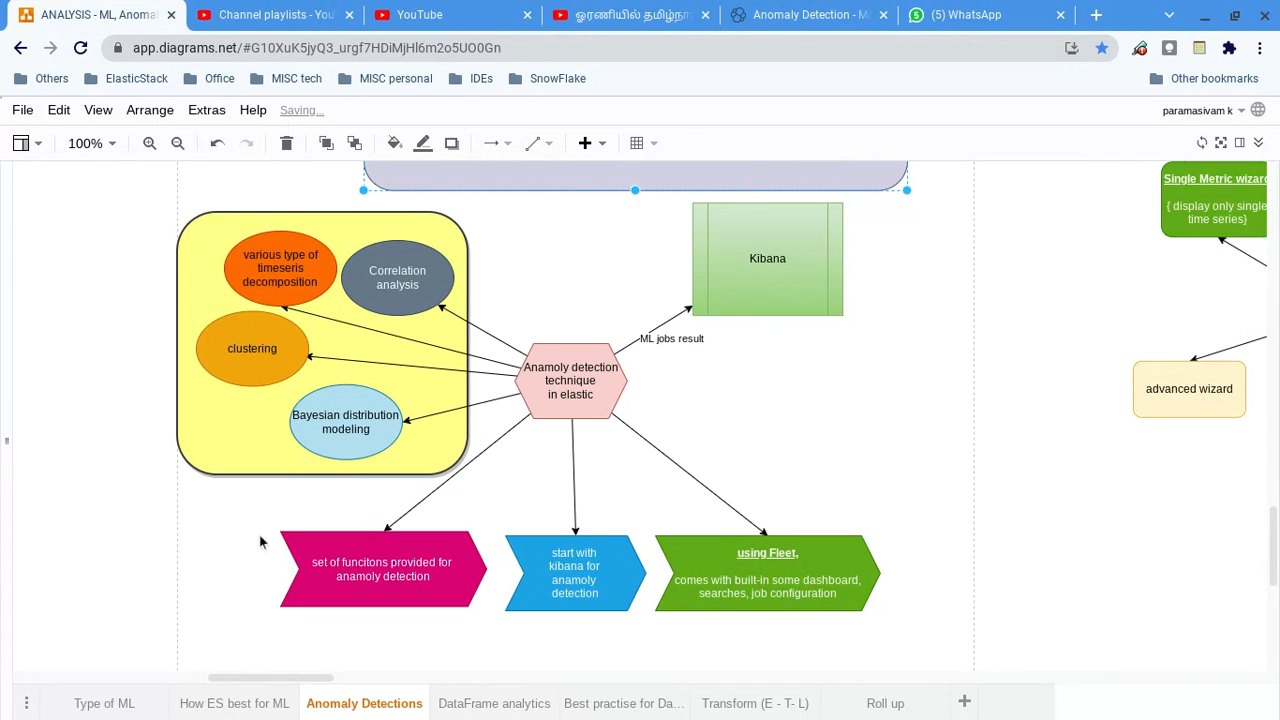 ANALYSIS - ML, Anomal
Channel playlists - You
YouTube
ஓரணியில் தமிழ்நா
Anomaly Detection - M
(5) WhatsApp
app.diagrams.net/#G10XuK5jyQ3_urgf7HDiMjHl6m2o5UO0Gn
Others
ElasticStack
Office
MISC tech
MISC personal
IDEs
SnowFlake
Other bookmarks
File
Edit
View
Arrange
Extras
Help
Saving...
paramasivam k
100%
Single Metric wizard
{ display only single
time series}
various type of
timeseris
decomposition
Correlation
analysis
Kibana
clustering
ML jobs result
Anamoly detection
technique
in elastic
advanced wizard
Bayesian distribution
modeling
set of funcitons provided for
anamoly detection
start with
kibana for
anamoly
detection
using Fleet,
comes with built-in some dashboard,
searches, job configuration
Type of ML
How ES best for ML
Anomaly Detections
DataFrame analytics
Best practise for Da...
Transform (E - T- L)
Roll up